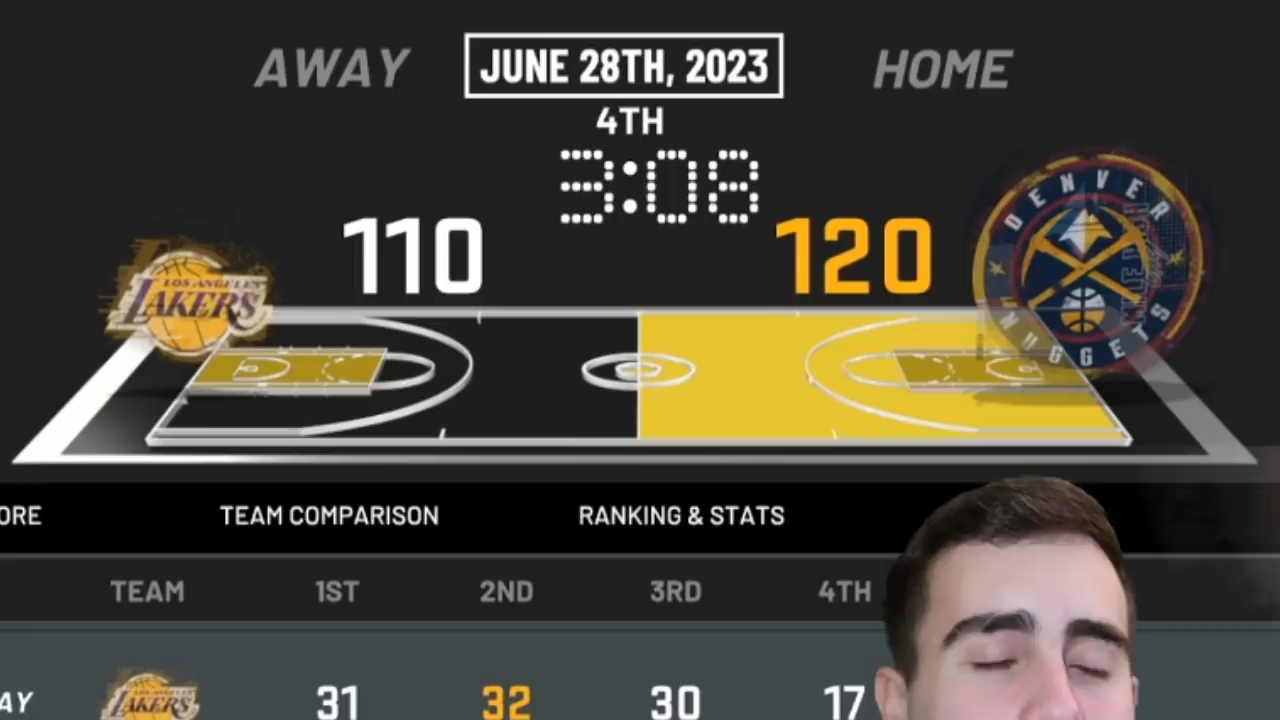 AWAY
JUNE 28TH, 2023
HOME
4TH
3:08
110
120
LOS ANGELES
LAKERS
DENVER
NUGGETS
ORE
TEAM COMPARISON
RANKING & STATS
TEAM
1ST
2ND
3RD
4TH
AY
LAKERS
31
32
30
17